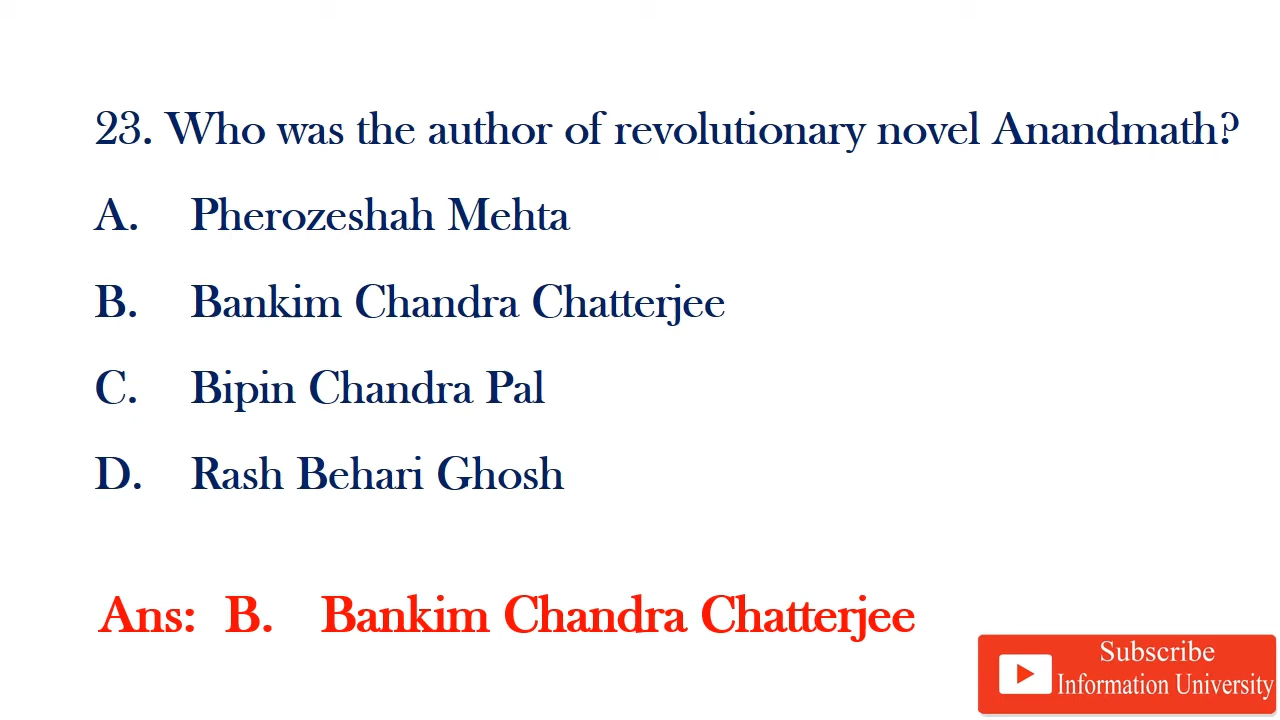 23. Who was the author of revolutionary novel Anandmath?
A. Pherozeshah Mehta
B. Bankim Chandra Chatterjee
C. Bipin Chandra Pal
D. Rash Behari Ghosh
Ans: B. Bankim Chandra Chatterjee
Subscribe
Information University